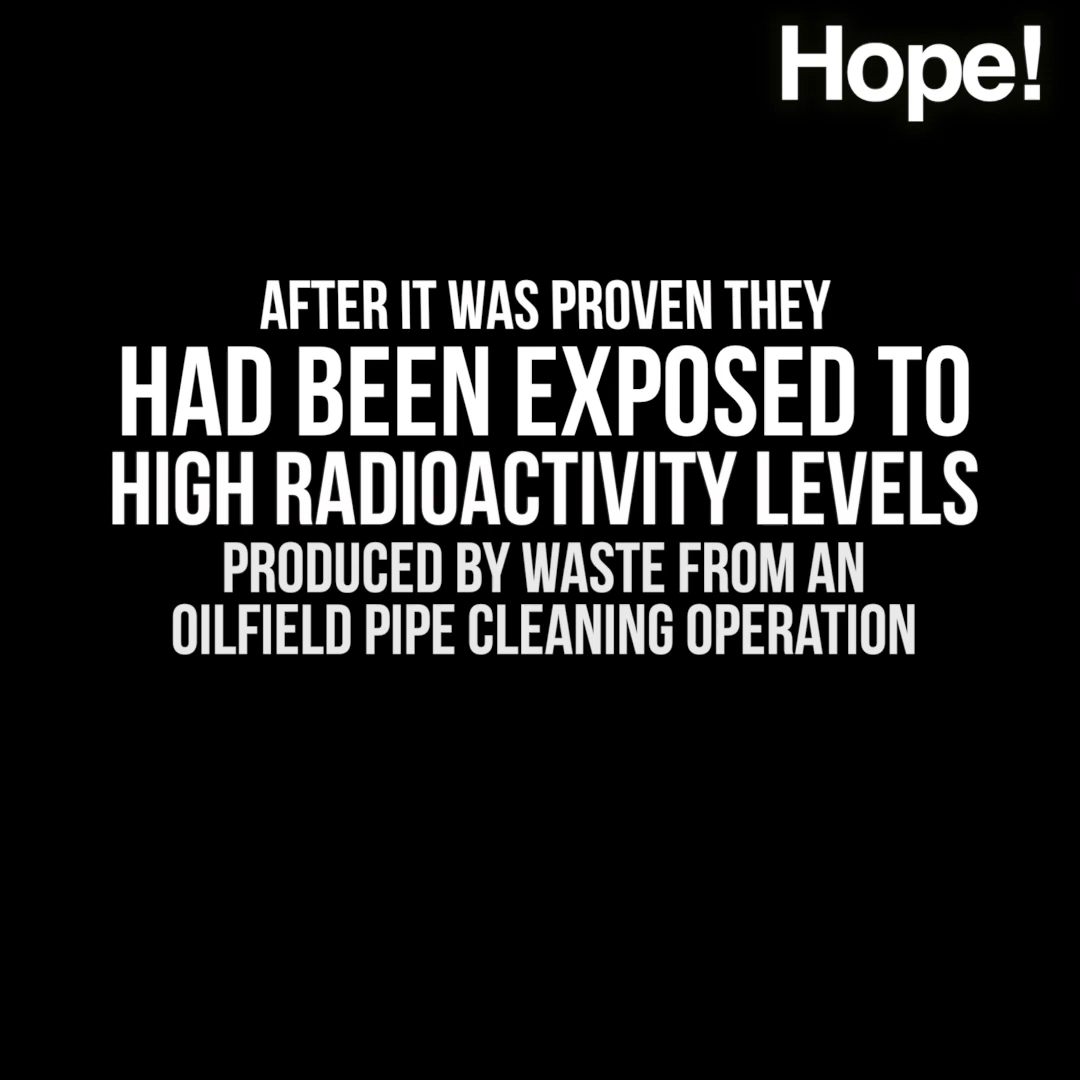 Hope!
AFTER IT WAS PROVEN THEY
HAD BEEN EXPOSED TO
HIGH RADIOACTIVITY LEVELS
PRODUCED BY WASTE FROM AN
OILFIELD PIPE CLEANING OPERATION